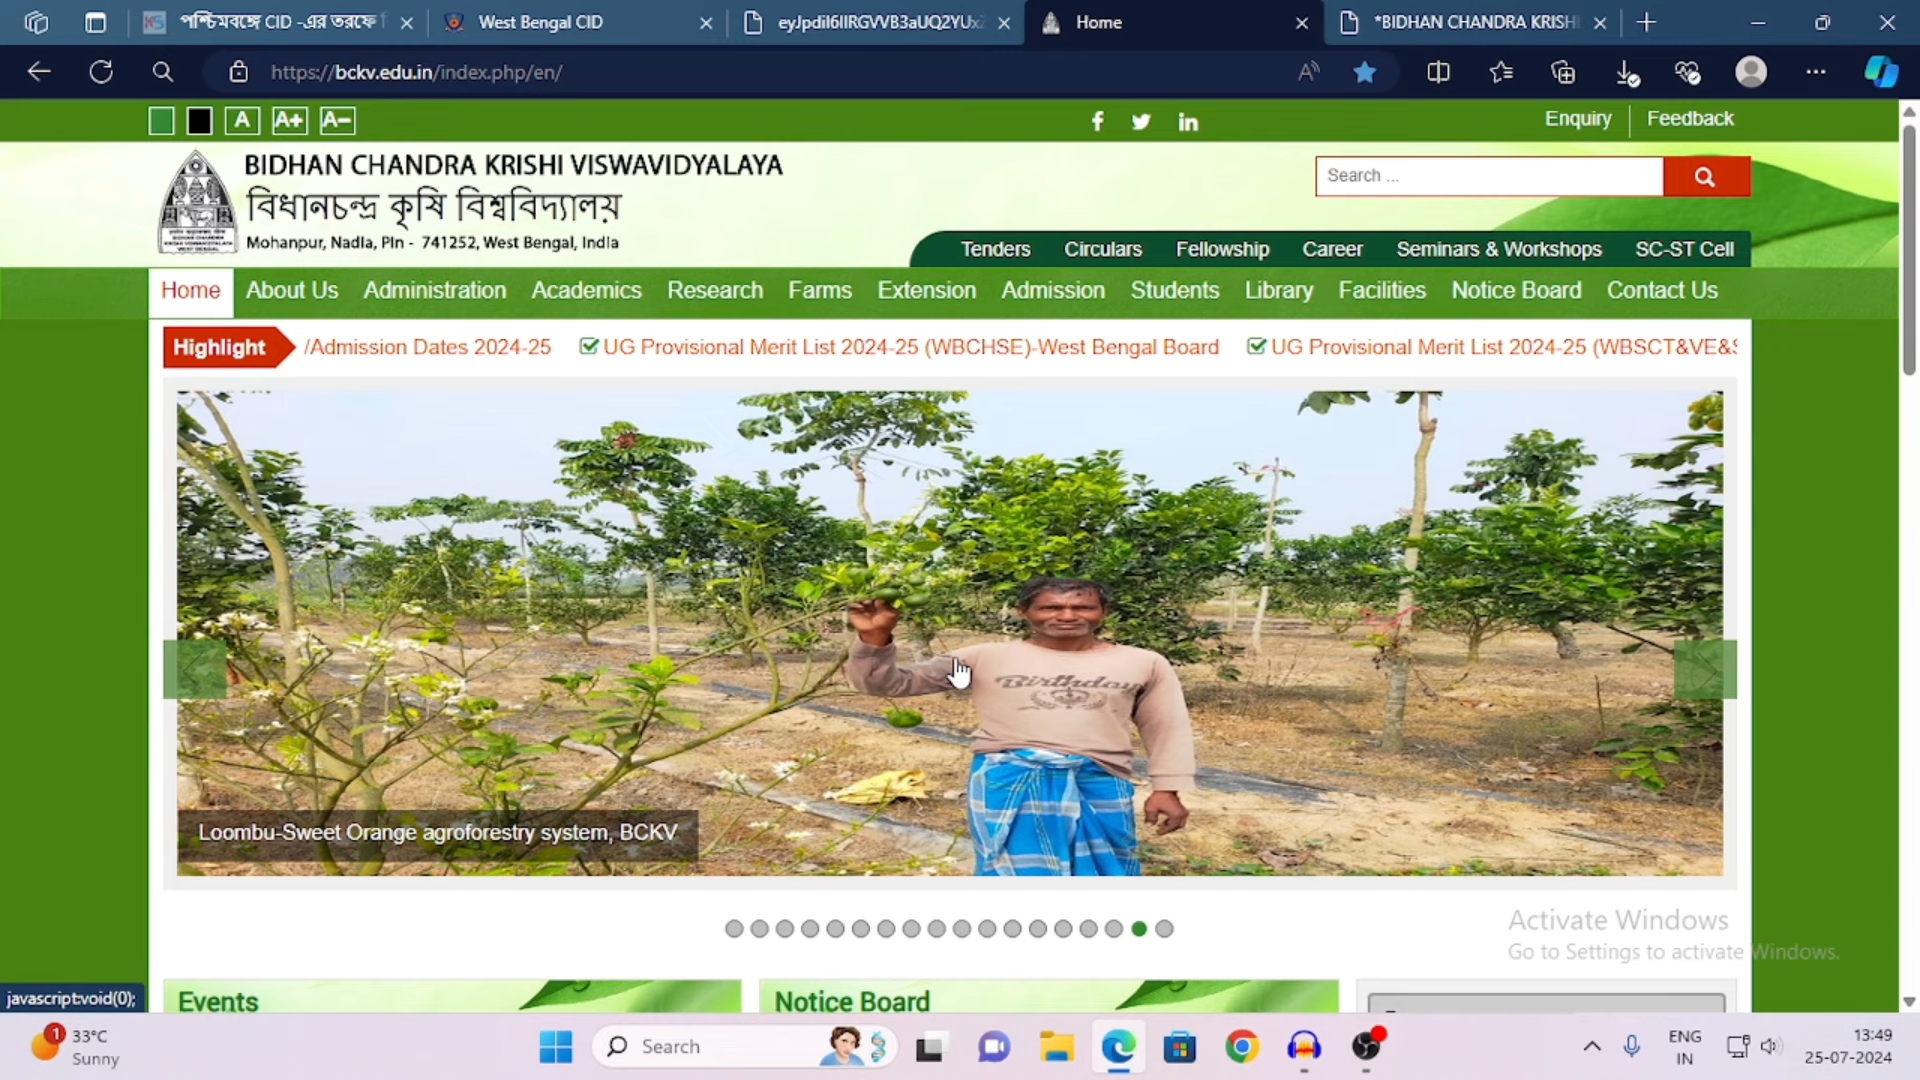 পশ্চিমবঙ্গে CID -এর তরফে f
West Bengal CID
Home
*BIDHAN CHANDRA KRISHI
https://bckv.edu.in/index.php/en/
A A+ A−
Enquiry Feedback
BIDHAN CHANDRA KRISHI VISWAVIDYALAYA
বিধানচন্দ্র কৃষি বিশ্ববিদ্যালয়
Mohanpur, Nadia, Pin - 741252, West Bengal, India
Search ...
Tenders Circulars Fellowship Career Seminars & Workshops SC-ST Cell
Home About Us Administration Academics Research Farms Extension Admission Students Library Facilities Notice Board Contact Us
Highlight /Admission Dates 2024-25 UG Provisional Merit List 2024-25 (WBCHSE)-West Bengal Board UG Provisional Merit List 2024-25 (WBSCT&VE&S
Birthday
Loombu-Sweet Orange agroforestry system, BCKV
Activate Windows
Go to Settings to activate Windows.
Events
Notice Board
javascript:void(0);
1
33°C
Sunny
Search
ENG
IN
13:49
25-07-2024